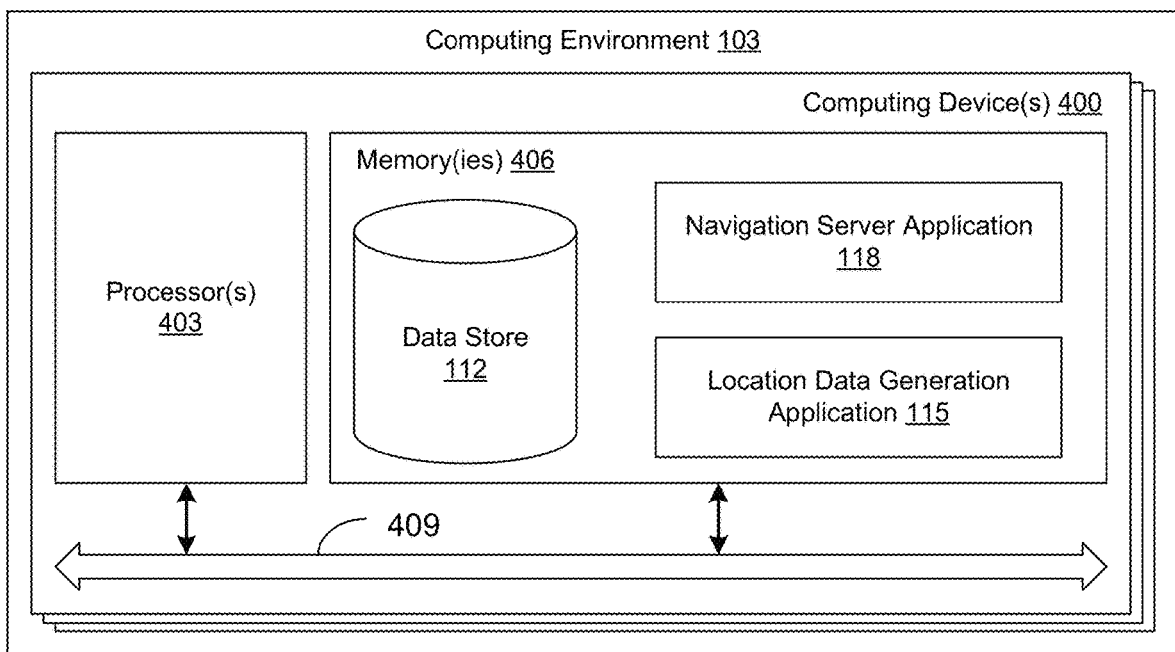 Computing Environment 103
Computing Device(s) 400
Processor(s)
403
Memory(ies) 406
Data Store
112
Navigation Server Application
118
Location Data Generation
Application 115
409